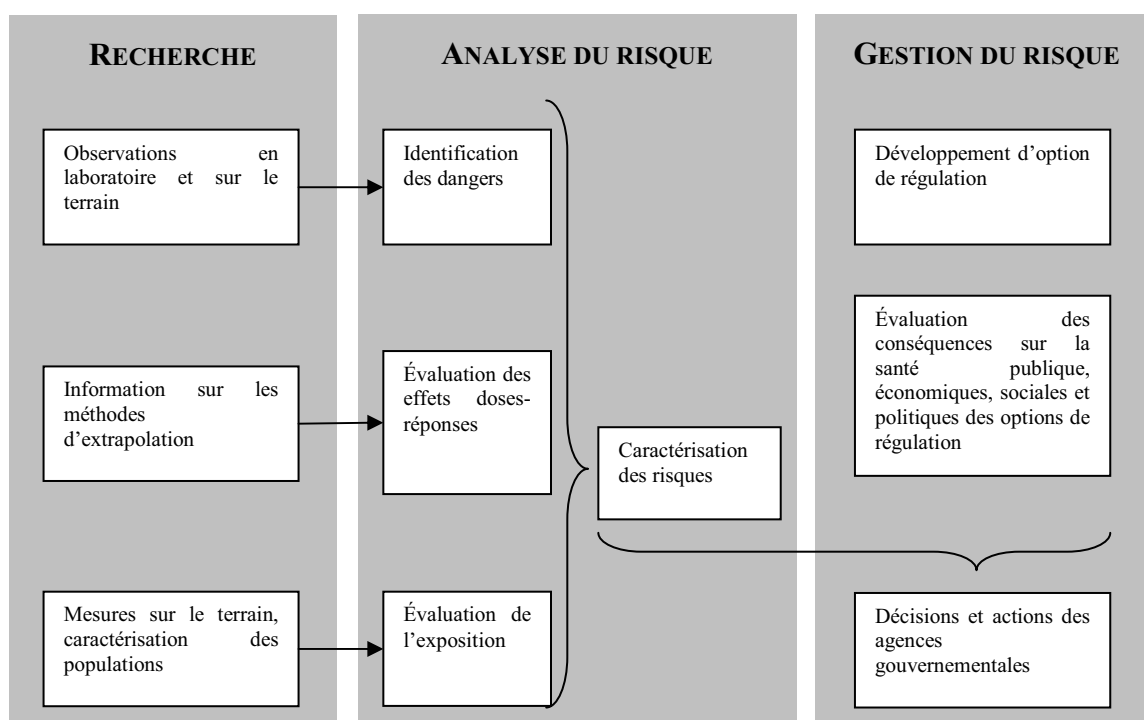 RECHERCHE
Observations en
laboratoire et sur le
terrain
Information sur les
méthodes
d’extrapolation
Mesures sur le terrain,
caractérisation des
populations
ANALYSE DU RISQUE
Identification
des dangers
Évaluation des
effets doses-
réponses
Évaluation de
l’exposition
Caractérisation
des risques
GESTION DU RISQUE
Développement d’option
de régulation
Évaluation des
conséquences sur la
santé publique,
économiques, sociales et
politiques des options de
régulation
Décisions et actions des
agences
gouvernementales